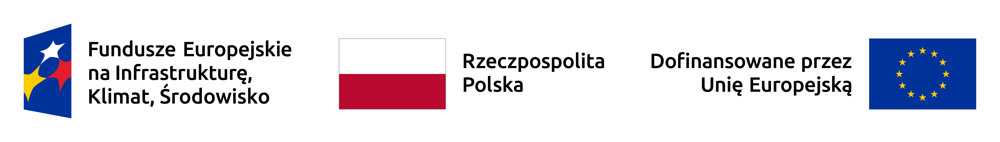 Fundusze Europejskie
na Infrastrukturę,
Klimat, Środowisko
Rzeczpospolita
Polska
Dofinansowane przez
Unię Europejską